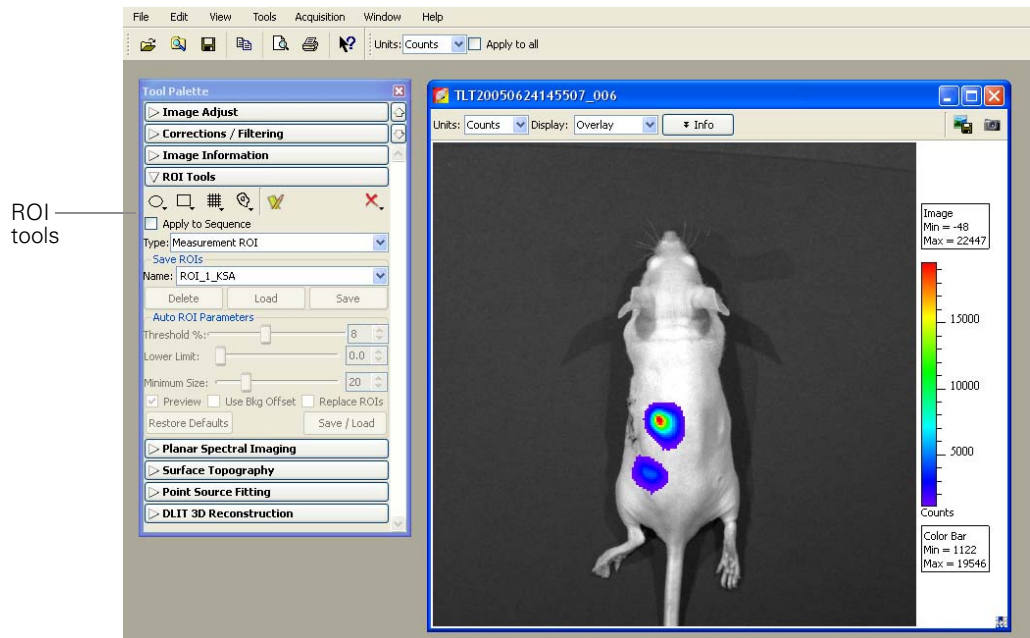 File Edit View Tools Acquisition Window Help
Units: Counts Apply to all
Tool Palette
Image Adjust
Corrections / Filtering
Image Information
ROI Tools
Apply to Sequence
Type: Measurement ROI
Save ROIs
Name: ROI_1_KSA
Delete Load Save
Auto ROI Parameters
Threshold %: 8
Lower Limit: 0.0
Minimum Size: 20
Preview Use Bkg Offset Replace ROIs
Restore Defaults Save / Load
Planar Spectral Imaging
Surface Topography
Point Source Fitting
DLIT 3D Reconstruction
ROI
tools
TLT20050624145507_006
Units: Counts Display: Overlay Info
Image
Min = -48
Max = 22447
15000
10000
5000
Counts
Color Bar
Min = 1122
Max = 19546